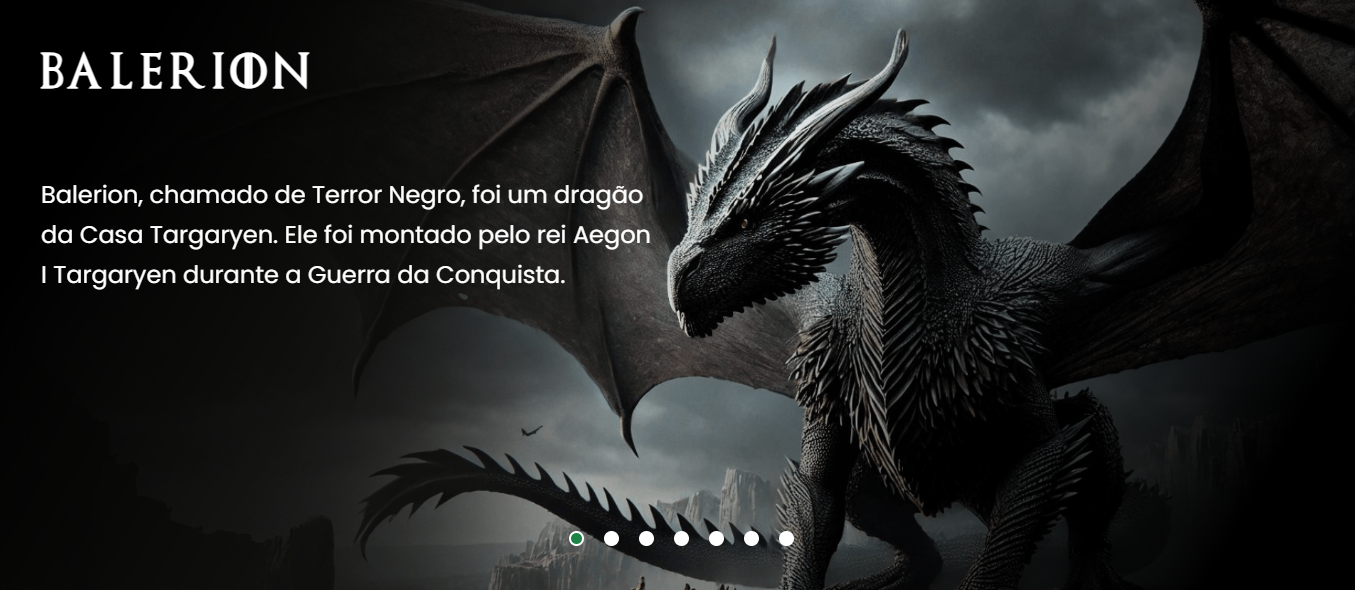 BALERION
Balerion, chamado de Terror Negro, foi um dragão
da Casa Targaryen. Ele foi montado pelo rei Aegon
I Targaryen durante a Guerra da Conquista.